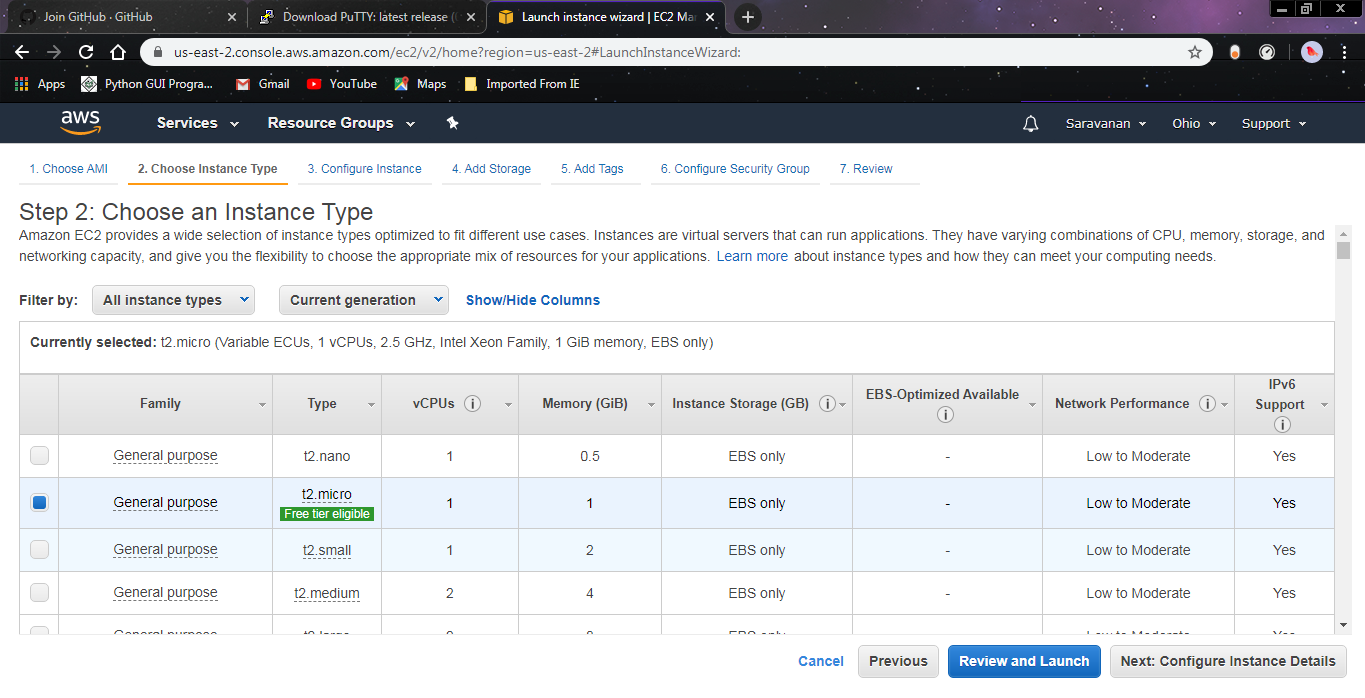 Join GitHub · GitHub
Download PuTTY: latest release (
Launch instance wizard | EC2 Ma
us-east-2.console.aws.amazon.com/ec2/v2/home?region=us-east-2#LaunchInstanceWizard:
Apps Python GUI Progra... Gmail YouTube Maps Imported From IE
aws Services Resource Groups Saravanan Ohio Support
1. Choose AMI 2. Choose Instance Type 3. Configure Instance 4. Add Storage 5. Add Tags 6. Configure Security Group 7. Review
Step 2: Choose an Instance Type
Amazon EC2 provides a wide selection of instance types optimized to fit different use cases. Instances are virtual servers that can run applications. They have varying combinations of CPU, memory, storage, and
networking capacity, and give you the flexibility to choose the appropriate mix of resources for your applications. Learn more about instance types and how they can meet your computing needs.
Filter by: All instance types Current generation Show/Hide Columns
Currently selected: t2.micro (Variable ECUs, 1 vCPUs, 2.5 GHz, Intel Xeon Family, 1 GiB memory, EBS only)
Family Type vCPUs Memory (GiB) Instance Storage (GB) EBS-Optimized Available Network Performance IPv6 Support
General purpose t2.nano 1 0.5 EBS only - Low to Moderate Yes
General purpose t2.micro 1 1 EBS only - Low to Moderate Yes
Free tier eligible
General purpose t2.small 1 2 EBS only - Low to Moderate Yes
General purpose t2.medium 2 4 EBS only - Low to Moderate Yes
Cancel Previous Review and Launch Next: Configure Instance Details